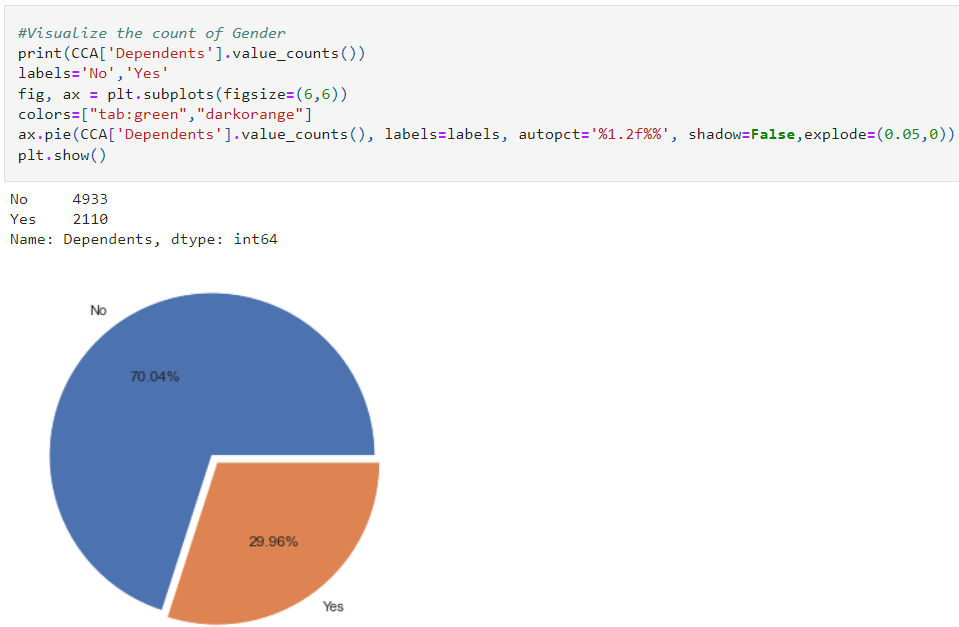 #Visualize the count of Gender
print(CCA['Dependents'].value_counts())
labels='No','Yes'
fig, ax = plt.subplots(figsize=(6,6))
colors=["tab:green","darkorange"]
ax.pie(CCA['Dependents'].value_counts(), labels=labels, autopct='%1.2f%%', shadow=False,explode=(0.05,0))
plt.show()
No 4933
Yes 2110
Name: Dependents, dtype: int64
No
70.04%
29.96%
Yes